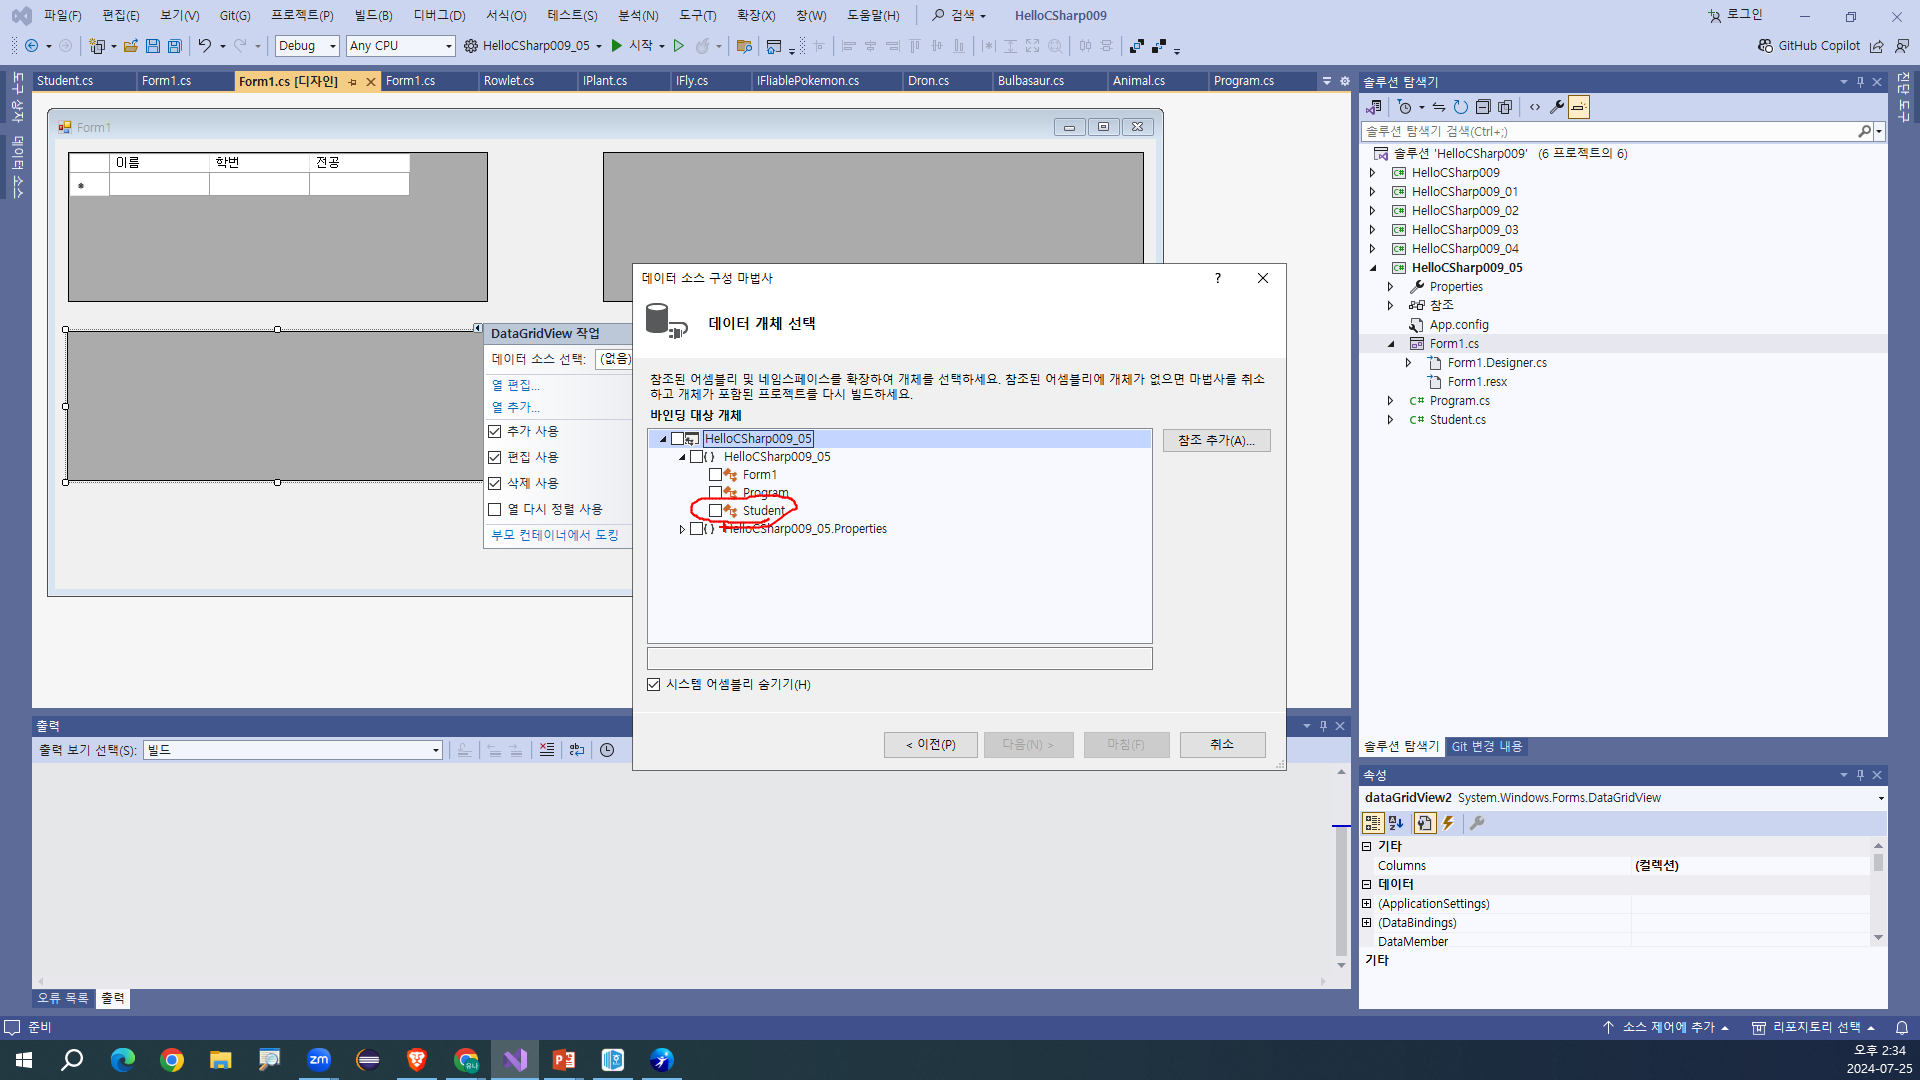 파일(F) 편집(E) 보기(V) Git(G) 프로젝트(P) 빌드(B) 디버그(D) 서식(O) 테스트(S) 분석(N) 도구(T) 확장(X) 창(W) 도움말(H) 검색 HelloCSharp009 로그인
Debug Any CPU HelloCSharp009_05 시작 GitHub Copilot
도구 상자
데이터 소스
진단 도구
Student.cs Form1.cs Form1.cs [디자인] Form1.cs Rowlet.cs IPlant.cs IFly.cs IFliablePokemon.cs Dron.cs Bulbasaur.cs Animal.cs Program.cs
Form1
이름 학번 전공
*
DataGridView 작업
데이터 소스 선택: (없음)
열 편집...
열 추가...
추가 사용
편집 사용
삭제 사용
열 다시 정렬 사용
부모 컨테이너에서 도킹
데이터 소스 구성 마법사 ?
데이터 개체 선택
참조된 어셈블리 및 네임스페이스를 확장하여 개체를 선택하세요. 참조된 어셈블리에 개체가 없으면 마법사를 취소
하고 개체가 포함된 프로젝트를 다시 빌드하세요.
바인딩 대상 개체
HelloCSharp009_05
{ } HelloCSharp009_05
Form1
Program
Student
{ } HelloCSharp009_05.Properties
참조 추가(A)...
시스템 어셈블리 숨기기(H)
< 이전(P) 다음(N) > 마침(F) 취소
출력
출력 보기 선택(S): 빌드
오류 목록 출력
솔루션 탐색기
솔루션 탐색기 검색(Ctrl+;)
솔루션 'HelloCSharp009' (6 프로젝트의 6)
C# HelloCSharp009
C# HelloCSharp009_01
C# HelloCSharp009_02
C# HelloCSharp009_03
C# HelloCSharp009_04
C# HelloCSharp009_05
Properties
참조
App.config
Form1.cs
Form1.Designer.cs
Form1.resx
C# Program.cs
C# Student.cs
솔루션 탐색기 Git 변경 내용
속성
dataGridView2 System.Windows.Forms.DataGridView
기타
Columns (컬렉션)
데이터
(ApplicationSettings)
(DataBindings)
DataMember
기타
준비 소스 제어에 추가 리포지토리 선택
zm
오후 2:34
2024-07-25